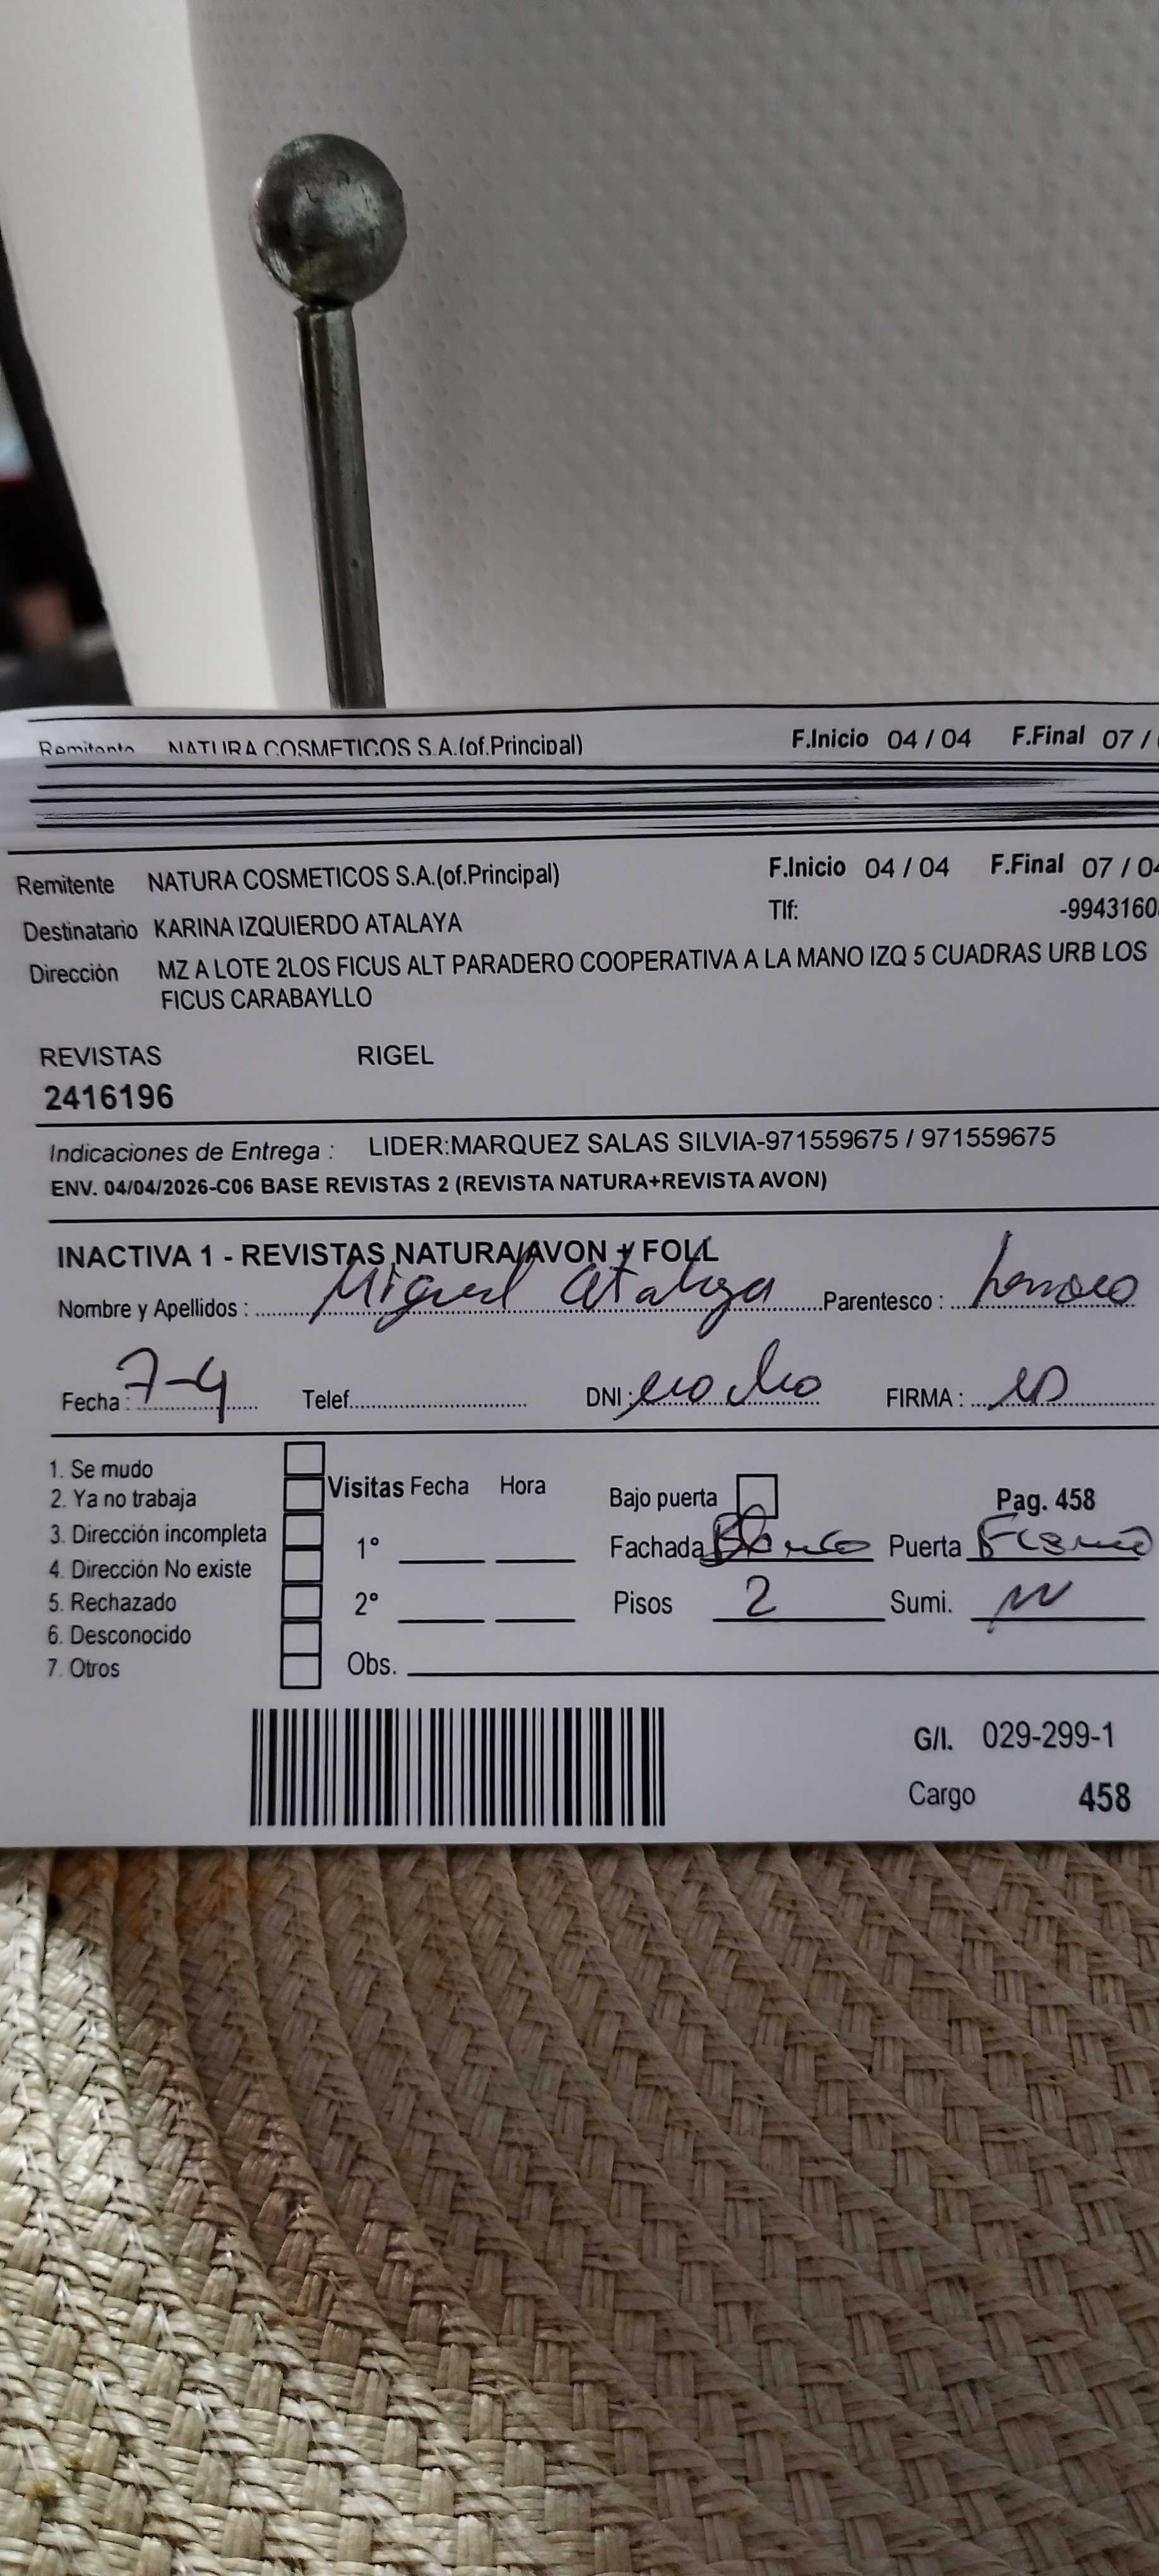 Remitente NATURA COSMETICOS S.A.(of.Principal) F.Inicio 04 / 04 F.Final 07 /
Remitente NATURA COSMETICOS S.A.(of.Principal) F.Inicio 04 / 04 F.Final 07 / 04
Destinatario KARINA IZQUIERDO ATALAYA Tlf: -9943160
Dirección MZ A LOTE 2LOS FICUS ALT PARADERO COOPERATIVA A LA MANO IZQ 5 CUADRAS URB LOS
FICUS CARABAYLLO
REVISTAS RIGEL
2416196
Indicaciones de Entrega : LIDER:MARQUEZ SALAS SILVIA-971559675 / 971559675
ENV. 04/04/2026-C06 BASE REVISTAS 2 (REVISTA NATURA+REVISTA AVON)
INACTIVA 1 - REVISTAS NATURA/AVON + FOLL
Nombre y Apellidos : Miguel Atalaya Parentesco :
Fecha : 7-4 Telef. DNI : FIRMA :
1. Se mudo
2. Ya no trabaja
3. Dirección incompleta
4. Dirección No existe
5. Rechazado
6. Desconocido
7. Otros
Visitas Fecha Hora
1°
2°
Obs.
Bajo puerta Pag. 458
Fachada Blanco Puerta
Pisos 2 Sumi.
G/I. 029-299-1
Cargo 458